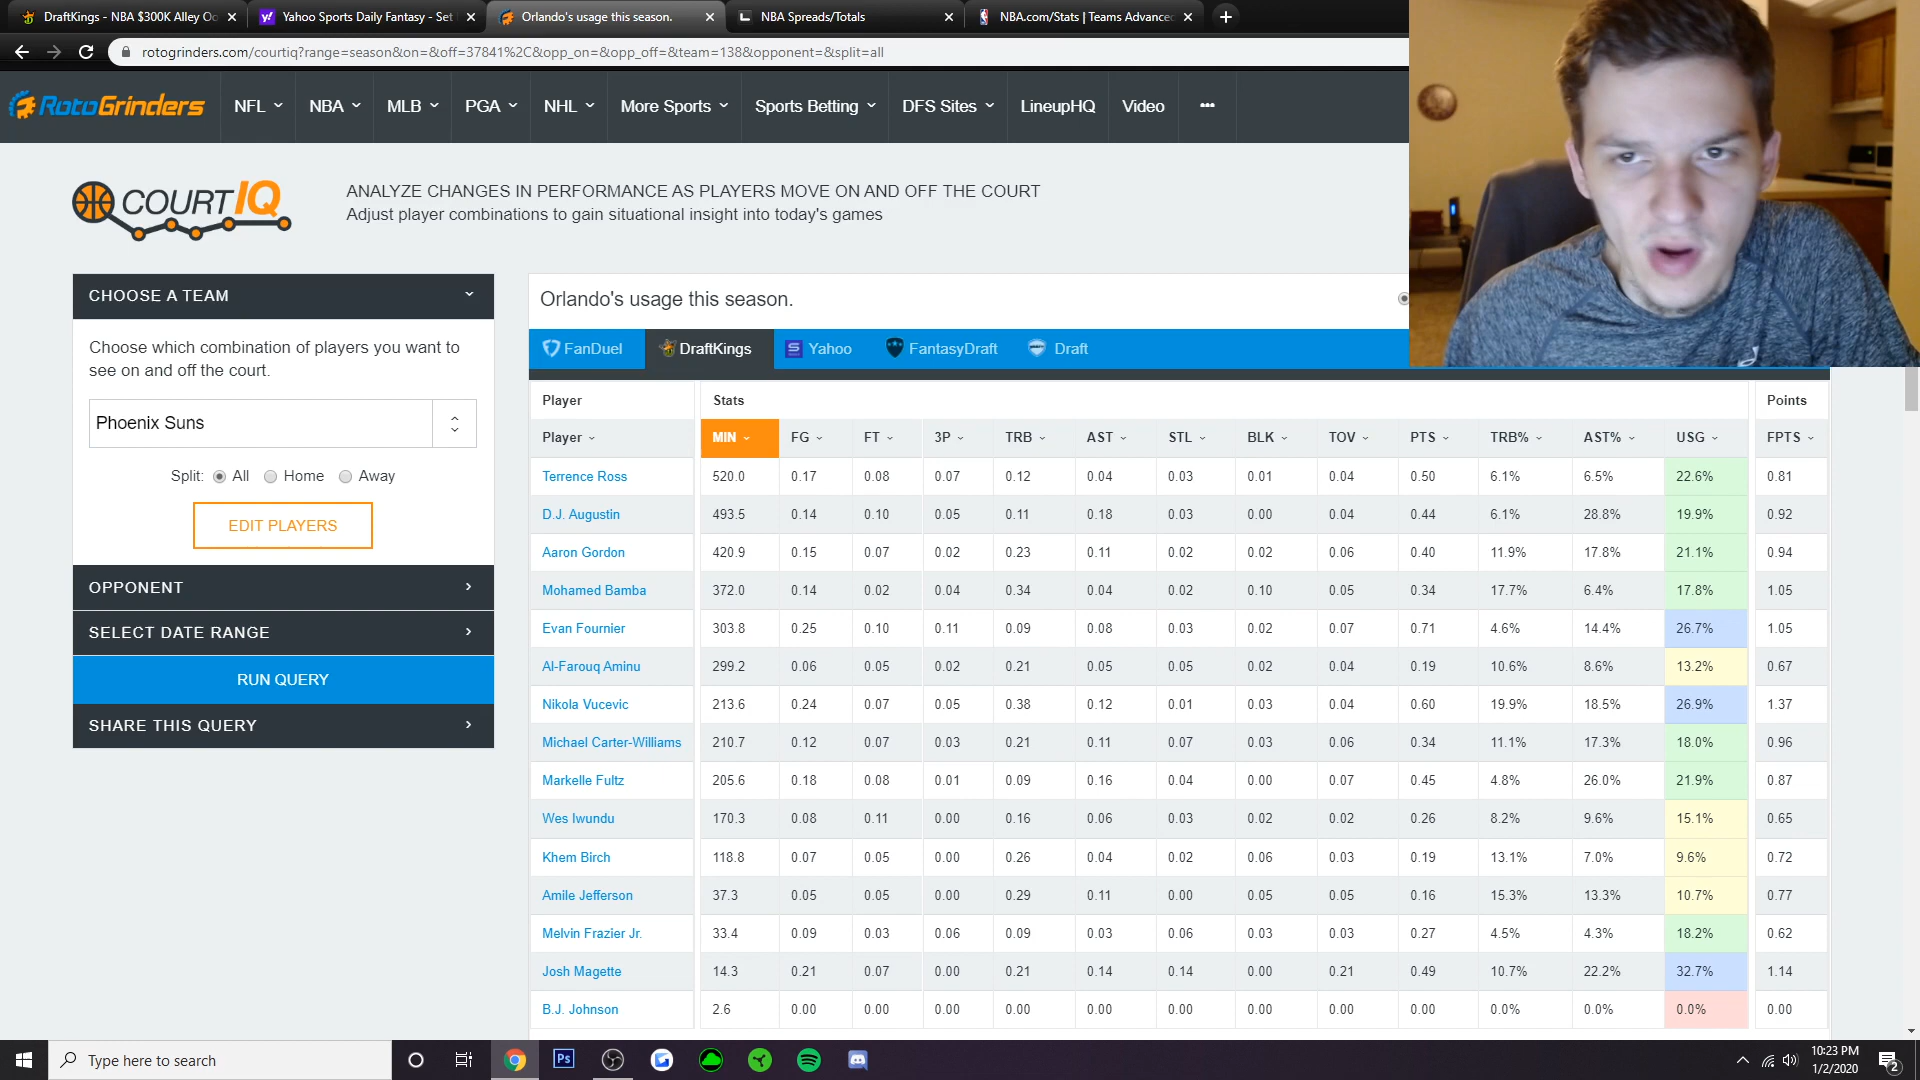 DraftKings - NBA $300K Alley Oo
Yahoo Sports Daily Fantasy - Set
Orlando's usage this season.
NBA Spreads/Totals
NBA.com/Stats | Teams Advanced
rotogrinders.com/courtiq?range=season&on=&off=37841%2C&opp_on=&opp_off=&team=138&opponent=&split=all
RotoGrinders NFL NBA MLB PGA NHL More Sports Sports Betting DFS Sites LineupHQ Video •••
COURTIQ
ANALYZE CHANGES IN PERFORMANCE AS PLAYERS MOVE ON AND OFF THE COURT
Adjust player combinations to gain situational insight into today's games
CHOOSE A TEAM
Choose which combination of players you want to
see on and off the court.
Phoenix Suns
Split: All Home Away
EDIT PLAYERS
OPPONENT
SELECT DATE RANGE
RUN QUERY
SHARE THIS QUERY
Orlando's usage this season.
FanDuel DraftKings Yahoo FantasyDraft Draft
Player Stats Points
Player MIN FG FT 3P TRB AST STL BLK TOV PTS TRB% AST% USG FPTS
Terrence Ross 520.0 0.17 0.08 0.07 0.12 0.04 0.03 0.01 0.04 0.50 6.1% 6.5% 22.6% 0.81
D.J. Augustin 493.5 0.14 0.10 0.05 0.11 0.18 0.03 0.00 0.04 0.44 6.1% 28.8% 19.9% 0.92
Aaron Gordon 420.9 0.15 0.07 0.02 0.23 0.11 0.02 0.02 0.06 0.40 11.9% 17.8% 21.1% 0.94
Mohamed Bamba 372.0 0.14 0.02 0.04 0.34 0.04 0.02 0.10 0.05 0.34 17.7% 6.4% 17.8% 1.05
Evan Fournier 303.8 0.25 0.10 0.11 0.09 0.08 0.03 0.02 0.07 0.71 4.6% 14.4% 26.7% 1.05
Al-Farouq Aminu 299.2 0.06 0.05 0.02 0.21 0.05 0.05 0.02 0.04 0.19 10.6% 8.6% 13.2% 0.67
Nikola Vucevic 213.6 0.24 0.07 0.05 0.38 0.12 0.01 0.03 0.04 0.60 19.9% 18.5% 26.9% 1.37
Michael Carter-Williams 210.7 0.12 0.07 0.03 0.21 0.11 0.07 0.03 0.06 0.34 11.1% 17.3% 18.0% 0.96
Markelle Fultz 205.6 0.18 0.08 0.01 0.09 0.16 0.04 0.00 0.07 0.45 4.8% 26.0% 21.9% 0.87
Wes Iwundu 170.3 0.08 0.11 0.00 0.16 0.06 0.03 0.02 0.02 0.26 8.2% 9.6% 15.1% 0.65
Khem Birch 118.8 0.07 0.05 0.00 0.26 0.04 0.02 0.06 0.03 0.19 13.1% 7.0% 9.6% 0.72
Amile Jefferson 37.3 0.05 0.05 0.00 0.29 0.11 0.00 0.05 0.05 0.16 15.3% 13.3% 10.7% 0.77
Melvin Frazier Jr. 33.4 0.09 0.03 0.06 0.09 0.03 0.06 0.03 0.03 0.27 4.5% 4.3% 18.2% 0.62
Josh Magette 14.3 0.21 0.07 0.00 0.21 0.14 0.14 0.00 0.21 0.49 10.7% 22.2% 32.7% 1.14
B.J. Johnson 2.6 0.00 0.00 0.00 0.00 0.00 0.00 0.00 0.00 0.00 0.0% 0.0% 0.0% 0.00
Type here to search
Ps
10:23 PM
1/2/2020
2